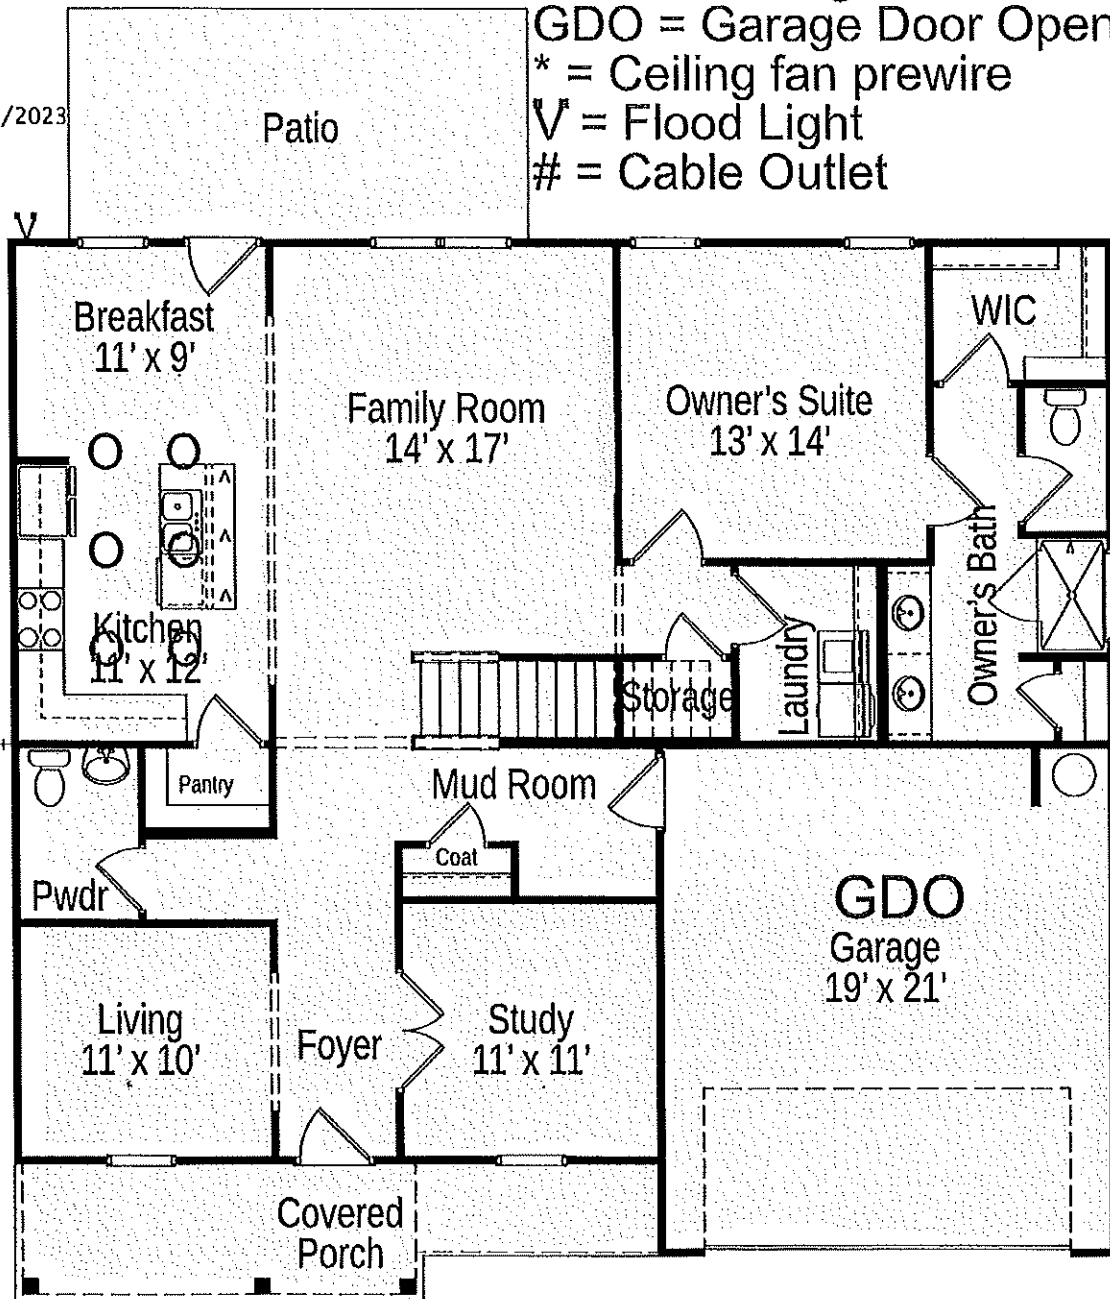 GDO = Garage Door Open
* = Ceiling fan prewire
V = Flood Light
# = Cable Outlet
/2023
Patio
V
Breakfast
11' x 9'
Family Room
14' x 17'
Owner's Suite
13' x 14'
WIC
Kitchen
11' x 12'
Storage
Laundry
Owner's Bath
Pantry
Mud Room
Coat
Pwdr
GDO
Garage
19' x 21'
Living
11' x 10'
Foyer
Study
11' x 11'
Covered
Porch